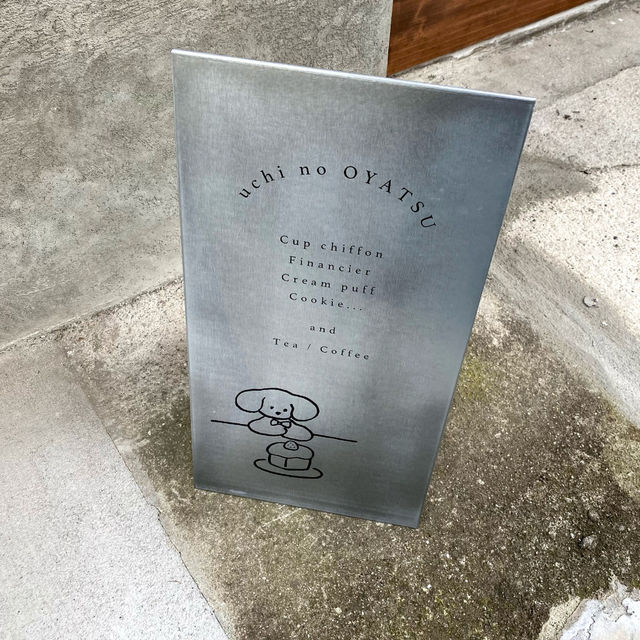 uchi no OYATSU
Cup chiffon
Financier
Cream puff
Cookie...
and
Tea / Coffee